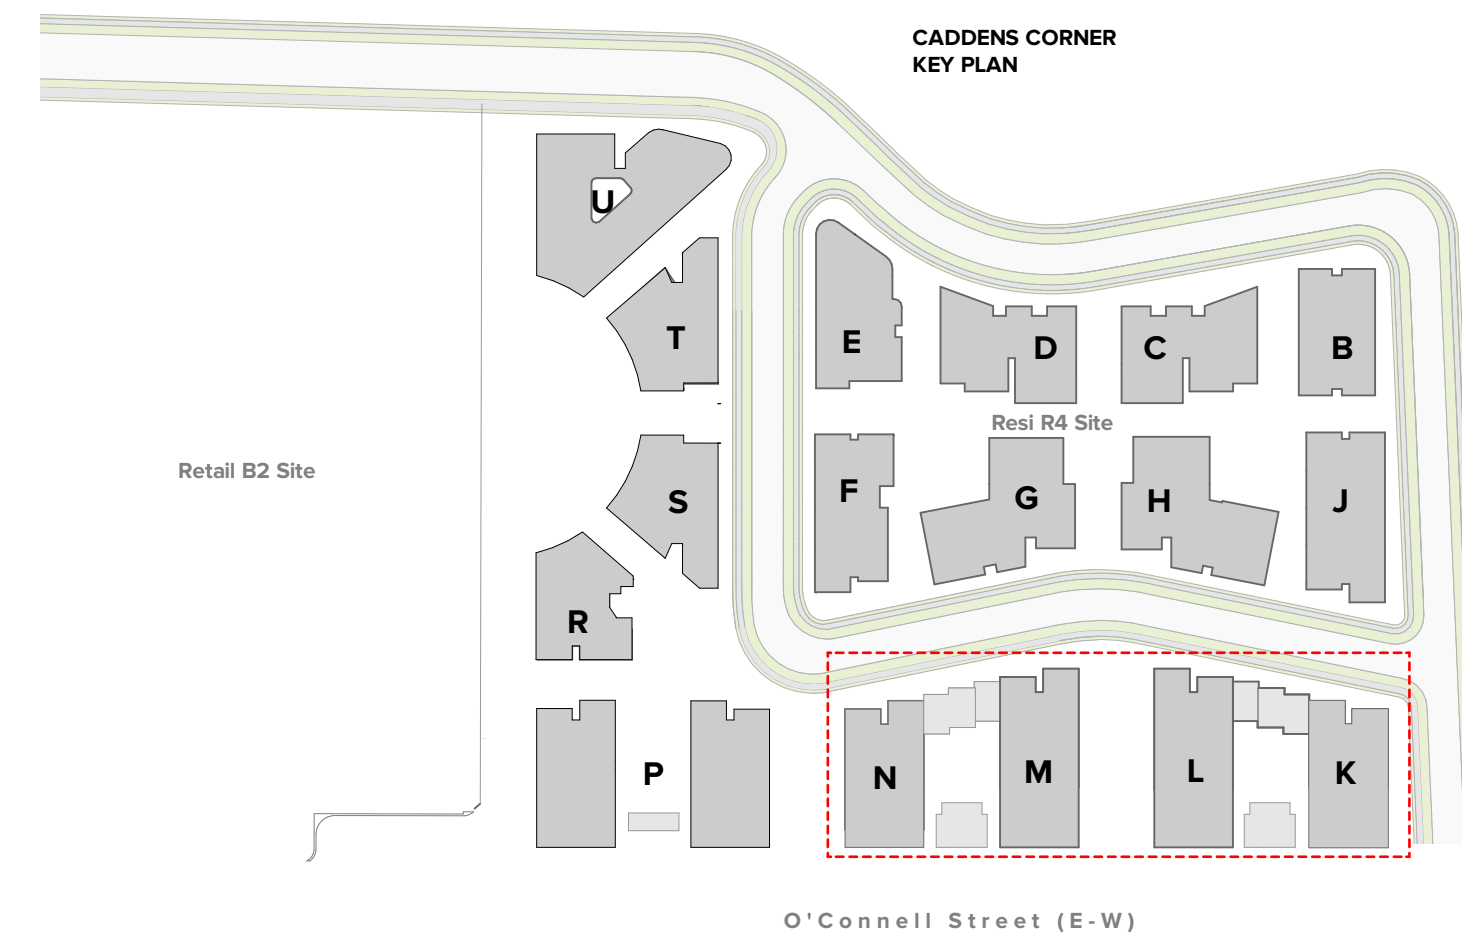 CADDENS CORNER
KEY PLAN
U
T
E
D
C
B
Resi R4 Site
Retail B2 Site
S
F
G
H
J
R
P
N
M
L
K
O'Connell Street (E-W)